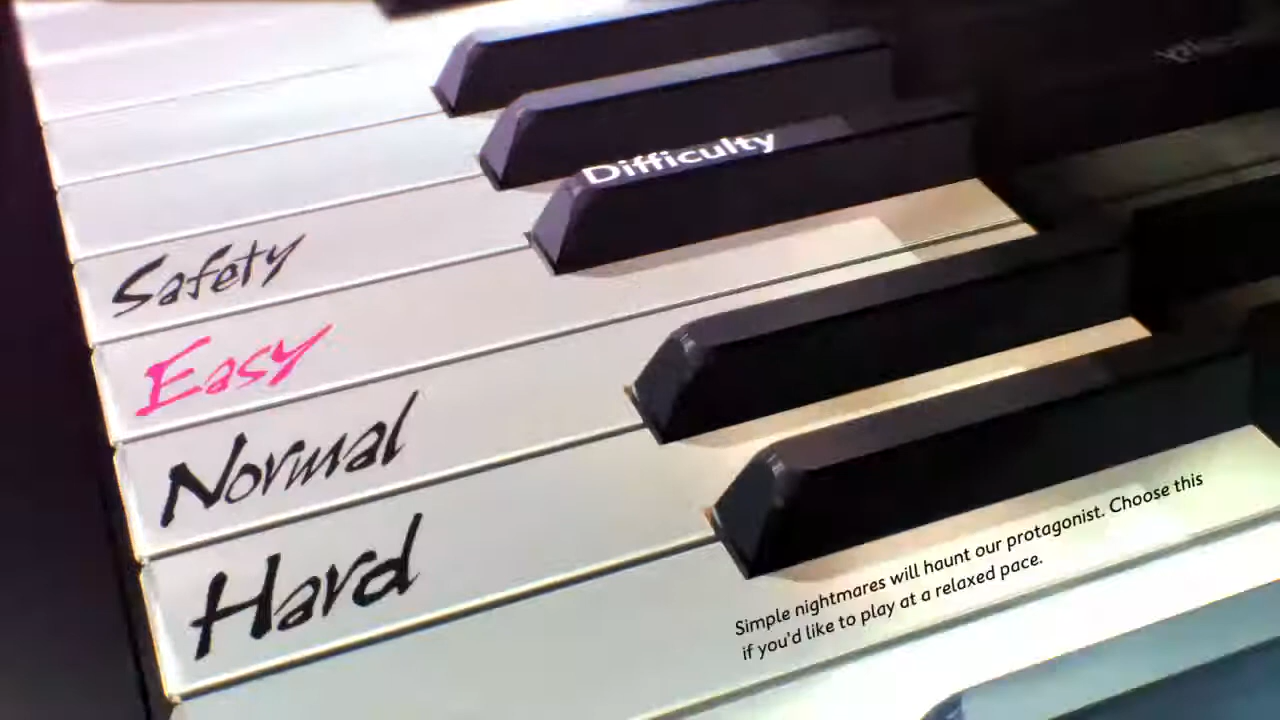 Difficulty
Safety
Easy
Normal
Hard
Simple nightmares will haunt our protagonist. Choose this
if you'd like to play at a relaxed pace.